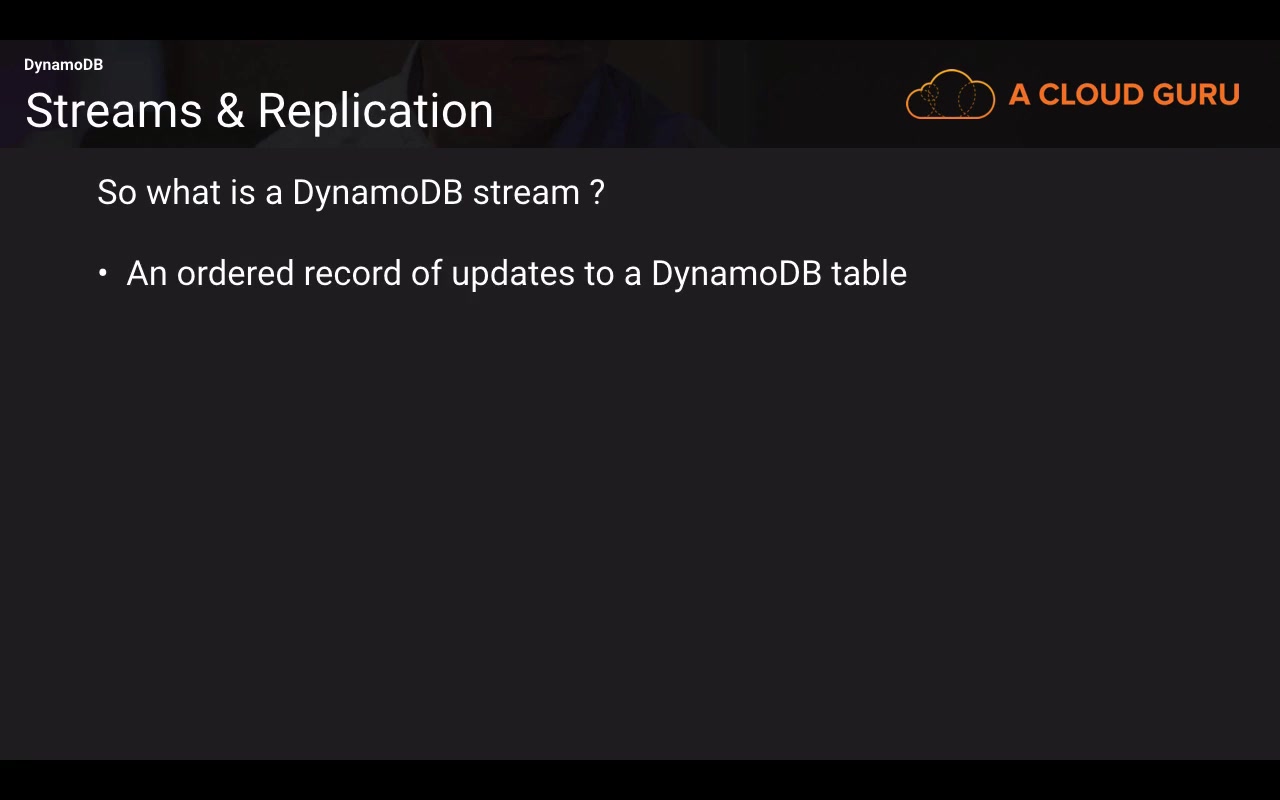 DynamoDB
Streams & Replication
A CLOUD GURU
So what is a DynamoDB stream ?
• An ordered record of updates to a DynamoDB table